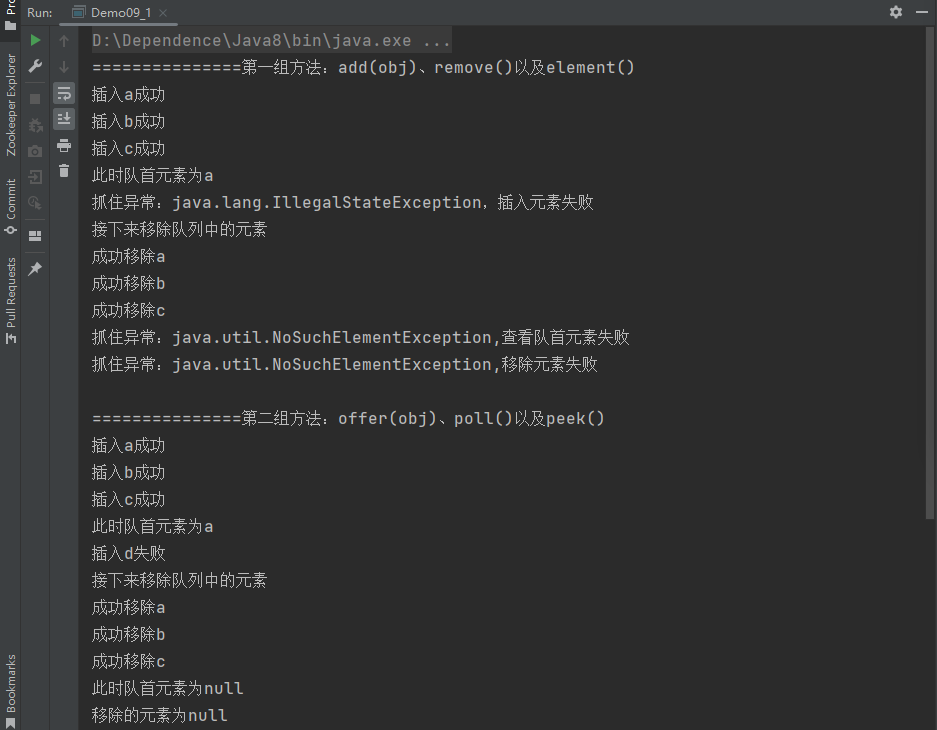 Run:
Demo09_1
Pro
Zookeeper Explorer
Commit
Pull Requests
Bookmarks
D:\Dependence\Java8\bin\java.exe ...
===============第一组方法：add(obj)、remove()以及element()
插入a成功
插入b成功
插入c成功
此时队首元素为a
抓住异常：java.lang.IllegalStateException，插入元素失败
接下来移除队列中的元素
成功移除a
成功移除b
成功移除c
抓住异常：java.util.NoSuchElementException,查看队首元素失败
抓住异常：java.util.NoSuchElementException,移除元素失败
===============第二组方法：offer(obj)、poll()以及peek()
插入a成功
插入b成功
插入c成功
此时队首元素为a
插入d失败
接下来移除队列中的元素
成功移除a
成功移除b
成功移除c
此时队首元素为null
移除的元素为null